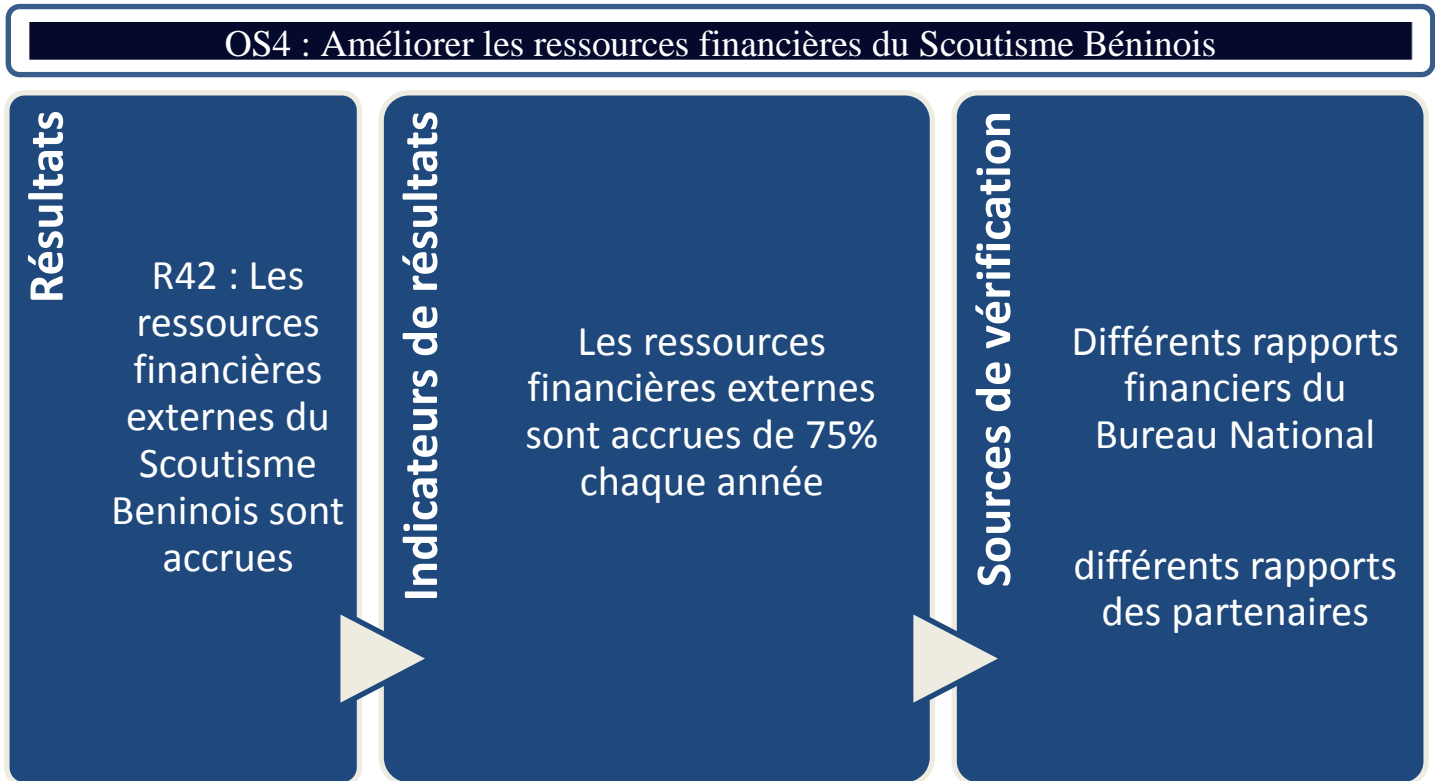 OS4 : Améliorer les ressources financières du Scoutisme Béninois
Résultats
R42 : Les
ressources
financières
externes du
Scoutisme
Beninois sont
accrues
Indicateurs de résultats
Les ressources
financières externes
sont accrues de 75%
chaque année
Sources de vérification
Différents rapports
financiers du
Bureau National
différents rapports
des partenaires